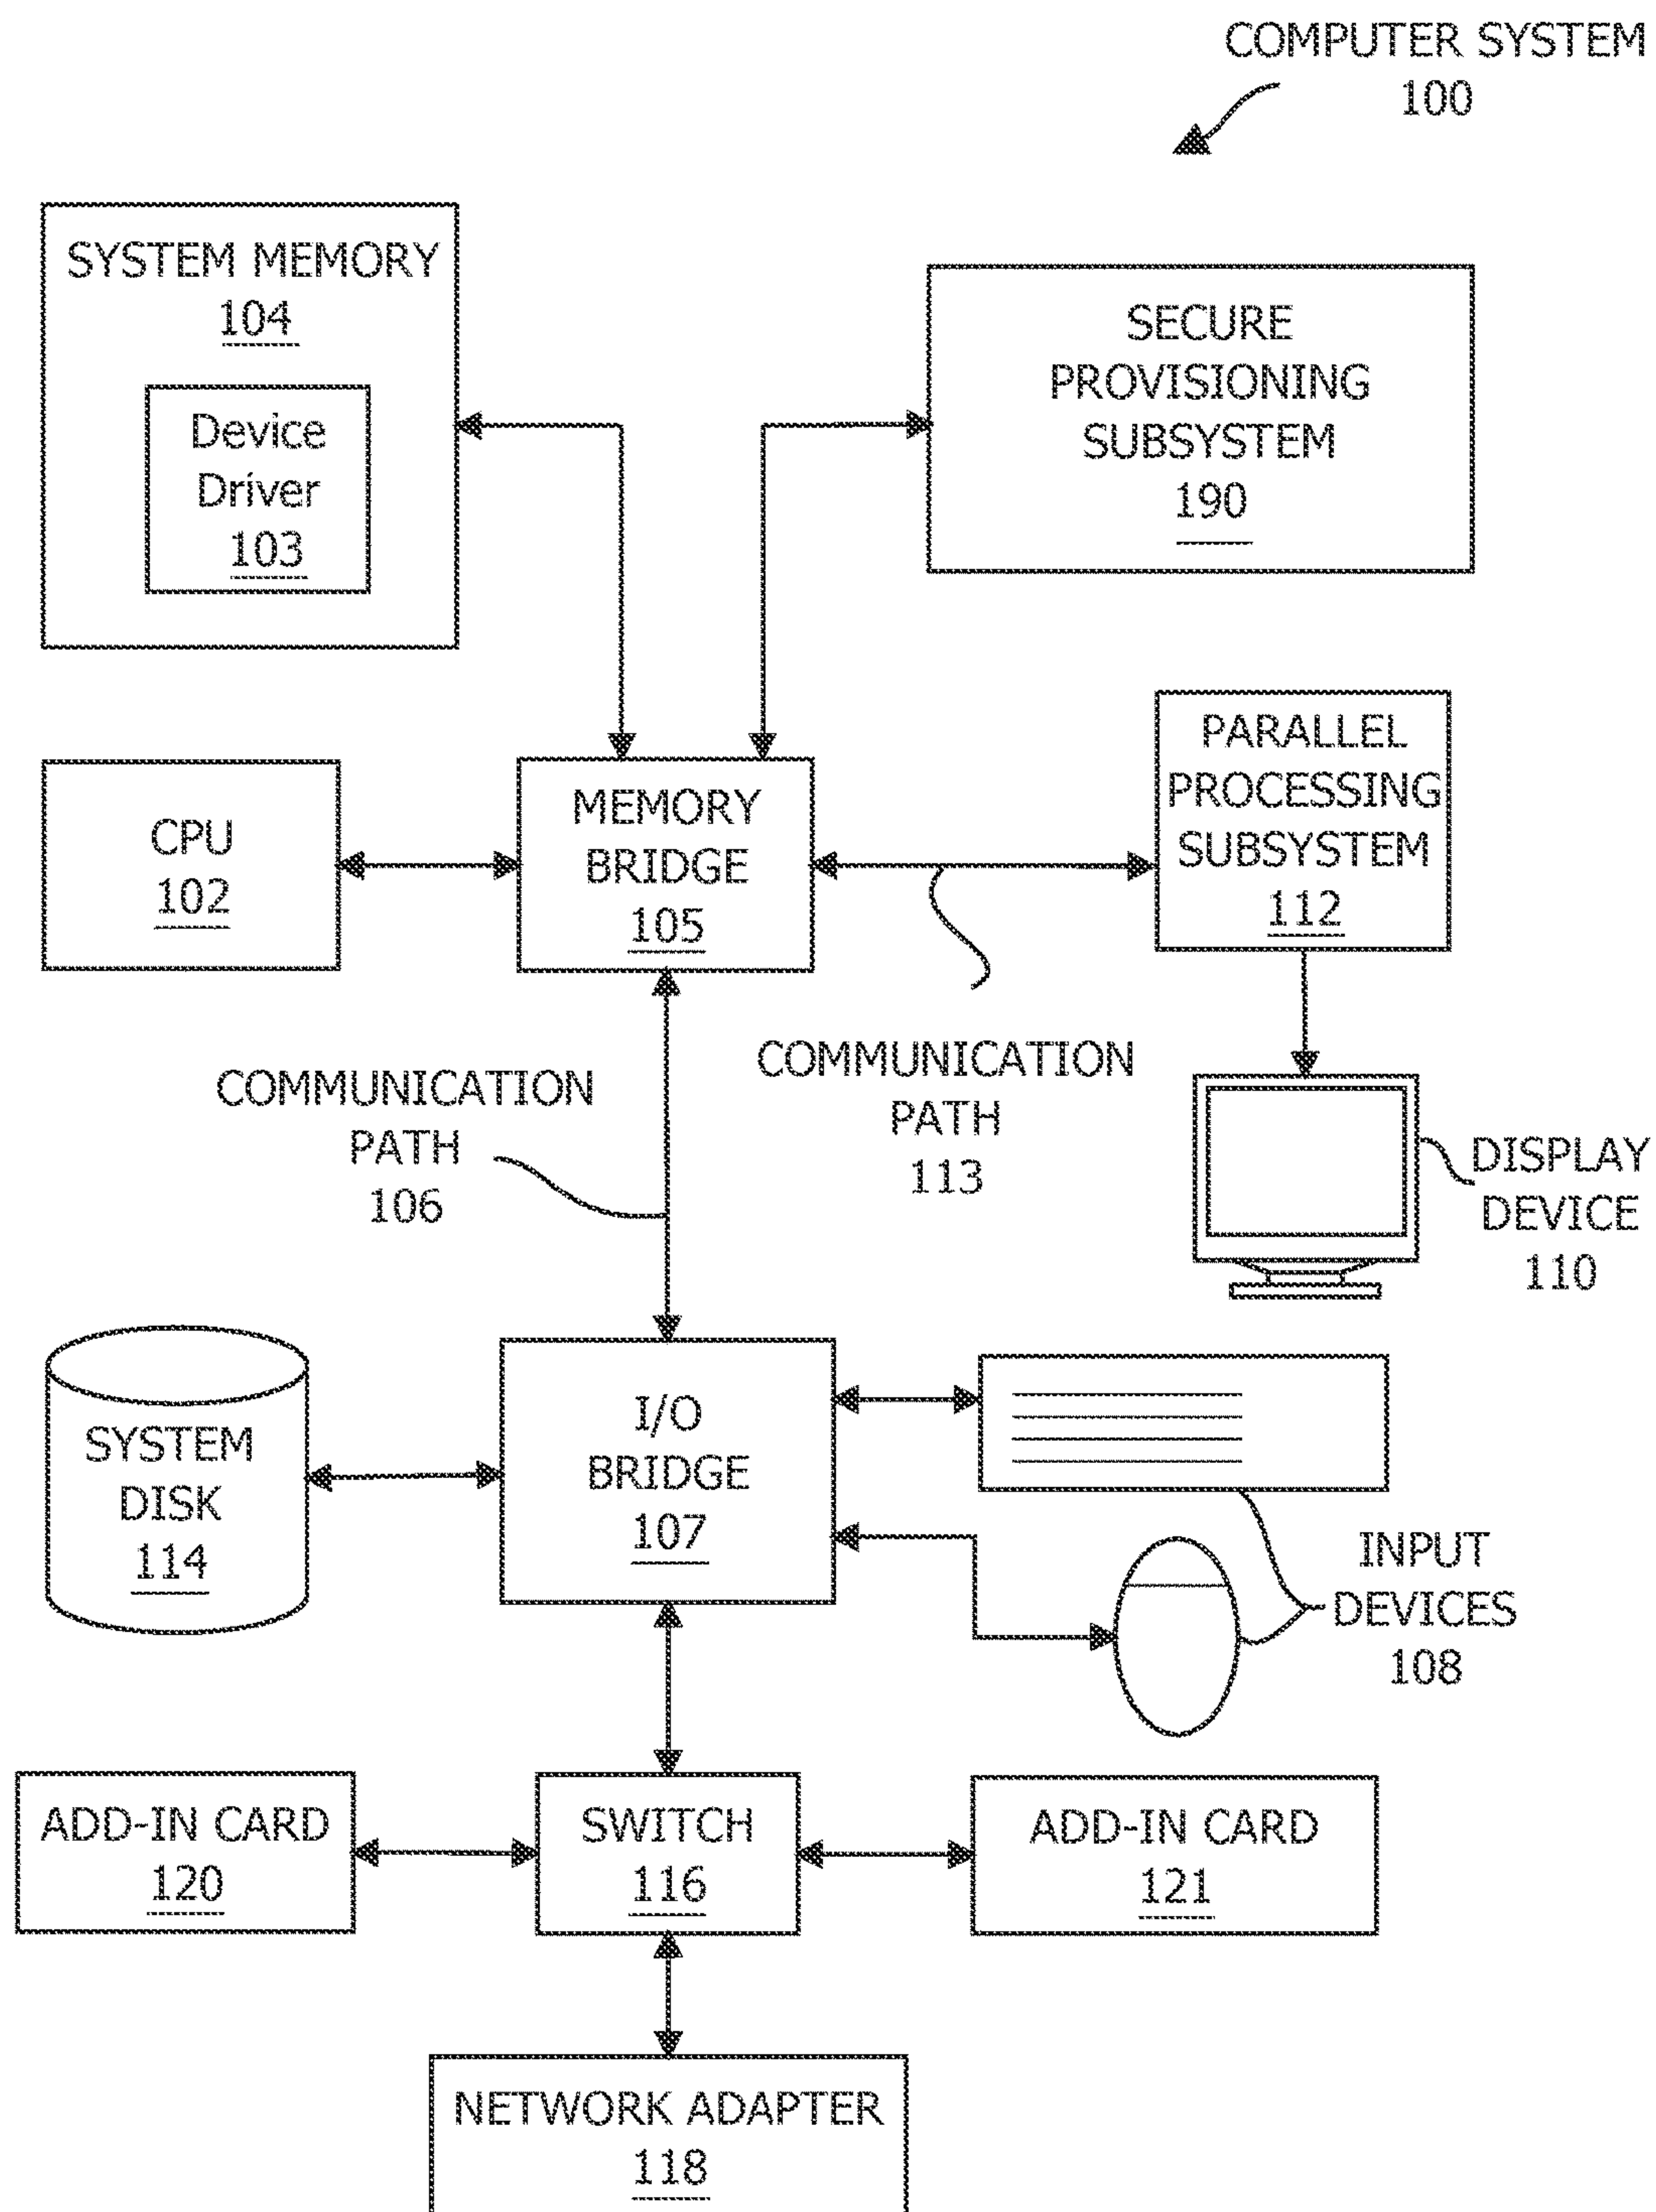 COMPUTER SYSTEM
100
SYSTEM MEMORY
104
Device
Driver
103
SECURE
PROVISIONING
SUBSYSTEM
190
CPU
102
MEMORY
BRIDGE
105
PARALLEL
PROCESSING
SUBSYSTEM
112
COMMUNICATION
PATH
106
COMMUNICATION
PATH
113
DISPLAY
DEVICE
110
SYSTEM
DISK
114
I/O
BRIDGE
107
INPUT
DEVICES
108
ADD-IN CARD
120
SWITCH
116
ADD-IN CARD
121
NETWORK ADAPTER
118